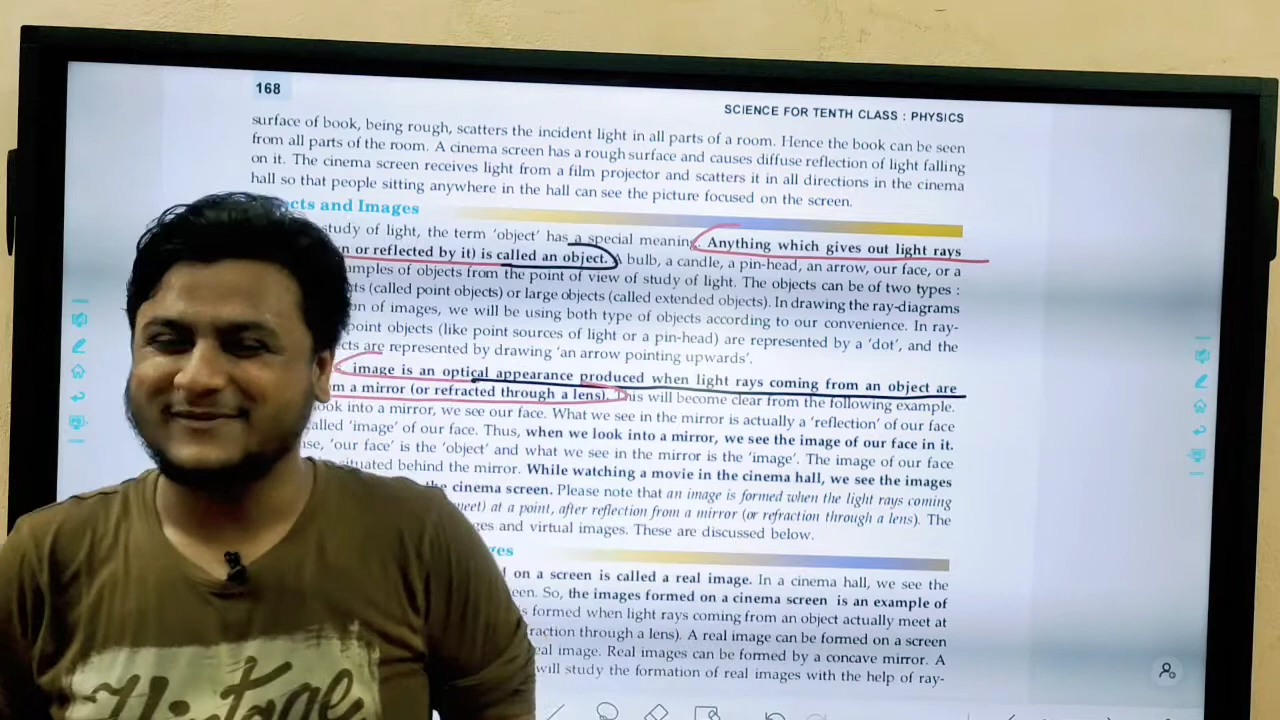 168
SCIENCE FOR TENTH CLASS : PHYSICS
surface of book, being rough, scatters the incident light in all parts of a room. Hence the book can be seen
from all parts of the room. A cinema screen has a rough surface and causes diffuse reflection of light falling
on it. The cinema screen receives light from a film projector and scatters it in all directions in the cinema
hall so that people sitting anywhere in the hall can see the picture focused on the screen.
and Images
study of light, the term 'object' has a special meaning. Anything which gives out light rays
or reflected by it) is called an object. A bulb, a candle, a pin-head, an arrow, our face, or a
of objects from the point of view of study of light. The objects can be of two types :
(called point objects) or large objects (called extended objects). In drawing the ray-diagrams
of images, we will be using both type of objects according to our convenience. In ray-
point objects (like point sources of light or a pin-head) are represented by a 'dot', and the
are represented by drawing 'an arrow pointing upwards'.
image is an optical appearance produced when light rays coming from an object are
a mirror (or refracted through a lens). This will become clear from the following example.
look into a mirror, we see our face. What we see in the mirror is actually a 'reflection' of our face
called 'image' of our face. Thus, when we look into a mirror, we see the image of our face in it.
'our face' is the 'object' and what we see in the mirror is the 'image'. The image of our face
situated behind the mirror. While watching a movie in the cinema hall, we see the images
the cinema screen. Please note that an image is formed when the light rays coming
meet) at a point, after reflection from a mirror (or refraction through a lens). The
and virtual images. These are discussed below.
on a screen is called a real image. In a cinema hall, we see the
So, the images formed on a cinema screen is an example of
formed when light rays coming from an object actually meet at
through a lens). A real image can be formed on a screen
image. Real images can be formed by a concave mirror. A
will study the formation of real images with the help of ray-
Vintage